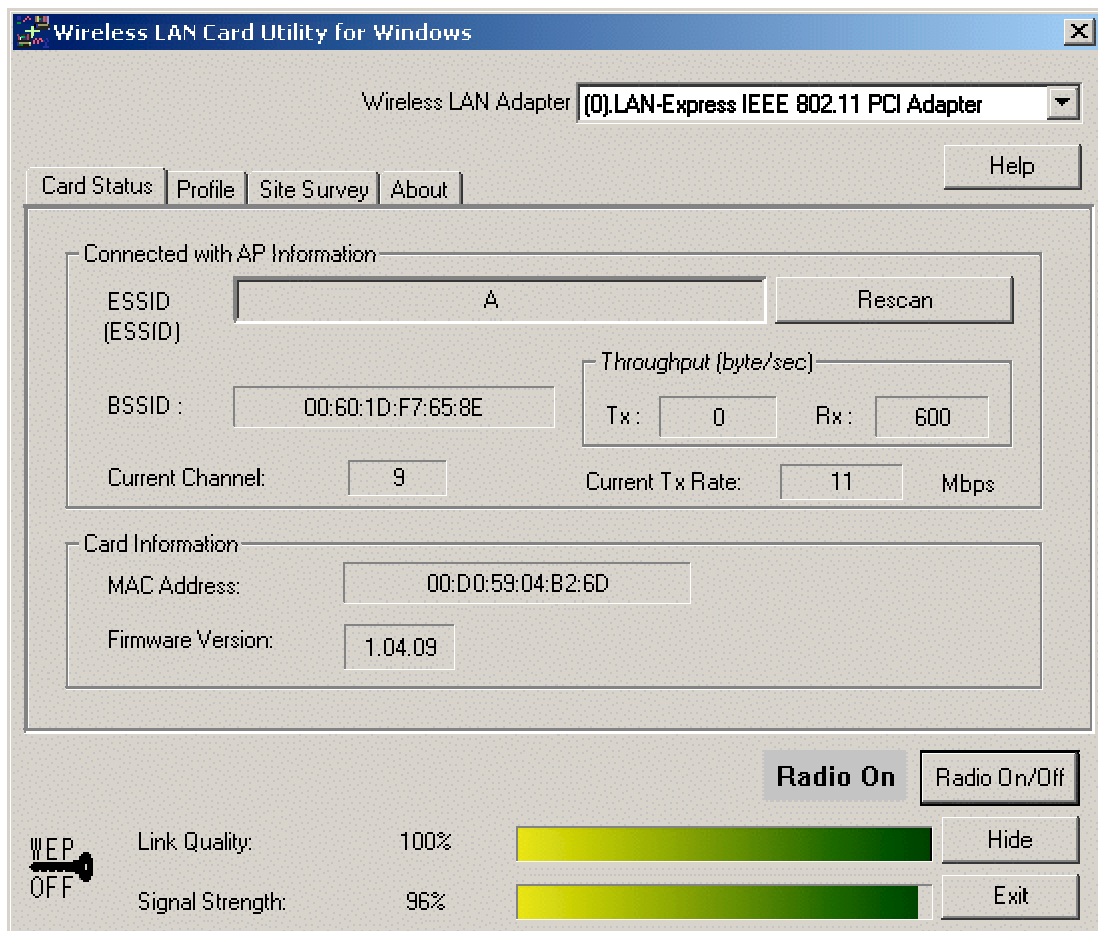 Wireless LAN Card Utility for Windows
Wireless LAN Adapter (0).LAN-Express IEEE 802.11 PCI Adapter
Help
Card Status Profile Site Survey About
Connected with AP Information
ESSID A Rescan
(ESSID)
Throughput (byte/sec)
BSSID : 00:60:1D:F7:65:8E
Tx : 0 Rx : 600
Current Channel: 9 Current Tx Rate: 11 Mbps
Card Information
MAC Address: 00:D0:59:04:B2:6D
Firmware Version: 1.04.09
Radio On Radio On/Off
WEP
OFF
Link Quality: 100% Hide
Signal Strength: 96% Exit